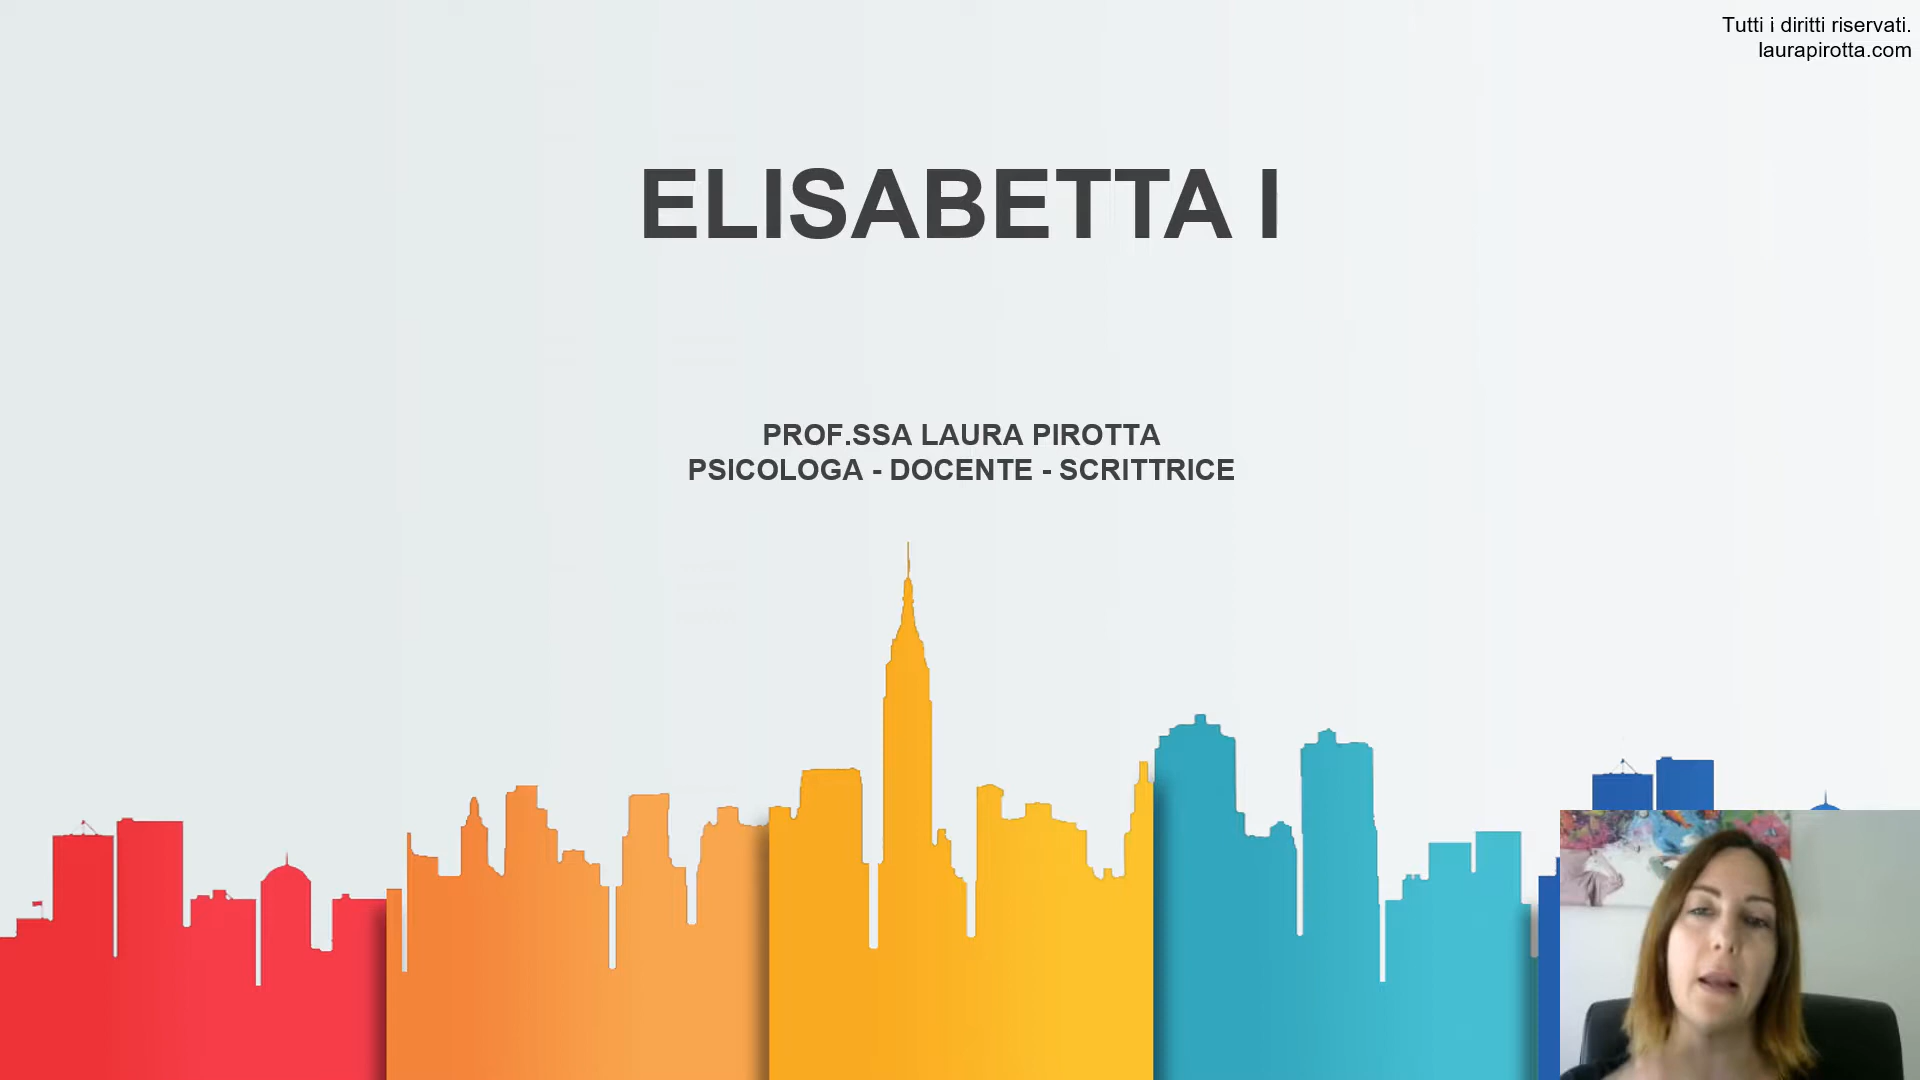 Tutti i diritti riservati.
laurapirotta.com
ELISABETTA I
PROF.SSA LAURA PIROTTA
PSICOLOGA - DOCENTE - SCRITTRICE